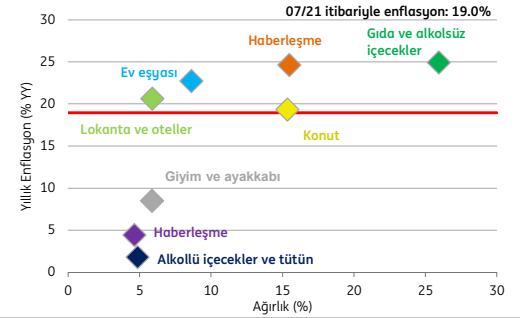 07/21 itibariyle enflasyon: 19.0%
30
25
20
15
10
5
0
Yıllık Enflasyon (% YY)
Haberleşme
Gıda ve alkolsüz
içecekler
Ev eşyası
Lokanta ve oteller
Konut
Giyim ve ayakkabı
Haberleşme
Alkollü içecekler ve tütün
0 5 10 15 20 25 30
Ağırlık (%)